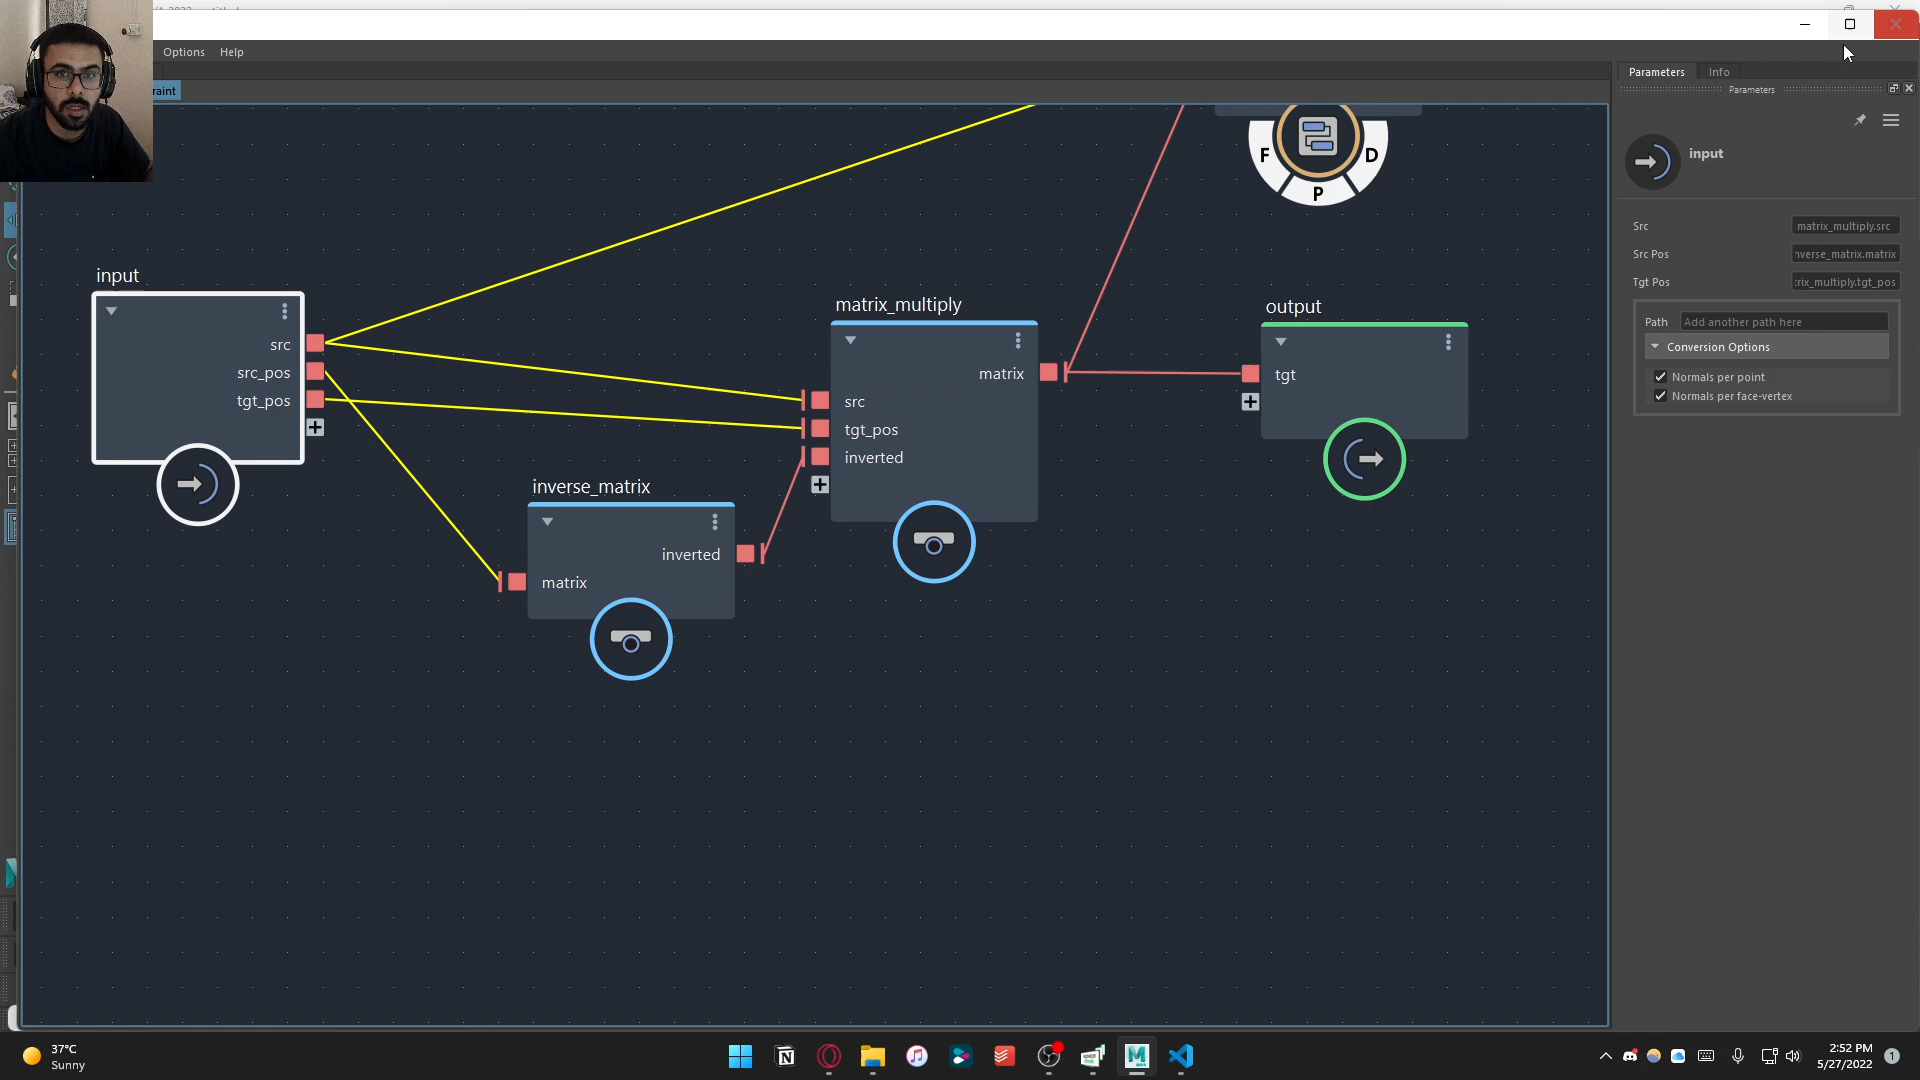 Options Help
raint
Parameters Info
Parameters
input
Src matrix_multiply.src
Src Pos nverse_matrix.matrix
Tgt Pos :rix_multiply.tgt_pos
Path Add another path here
Conversion Options
Normals per point
Normals per face-vertex
F D
P
input
src
src_pos
tgt_pos
inverse_matrix
inverted
matrix
matrix_multiply
matrix
src
tgt_pos
inverted
output
tgt
37°C
Sunny
2:52 PM
5/27/2022
1